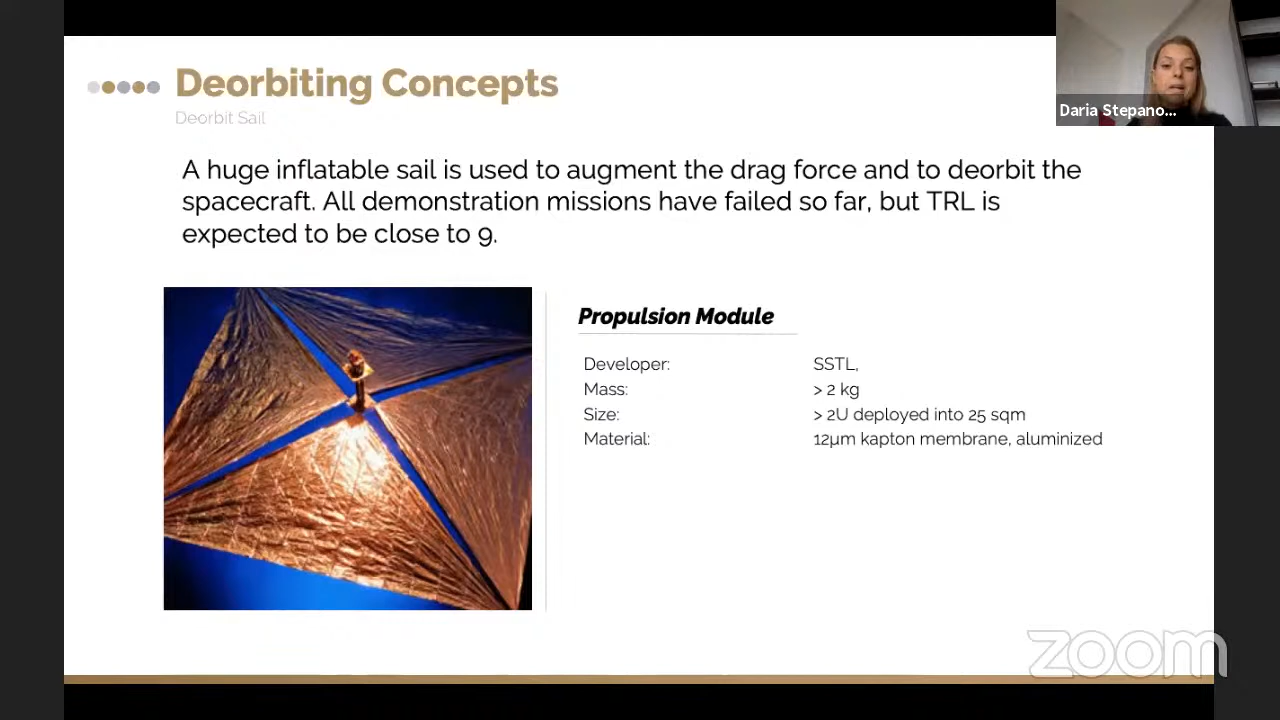 Deorbiting Concepts
Deorbit Sail
Daria Stepano...
A huge inflatable sail is used to augment the drag force and to deorbit the
spacecraft. All demonstration missions have failed so far, but TRL is
expected to be close to 9.
Propulsion Module
Developer: SSTL,
Mass: > 2 kg
Size: > 2U deployed into 25 sqm
Material: 12µm kapton membrane, aluminized
zoom